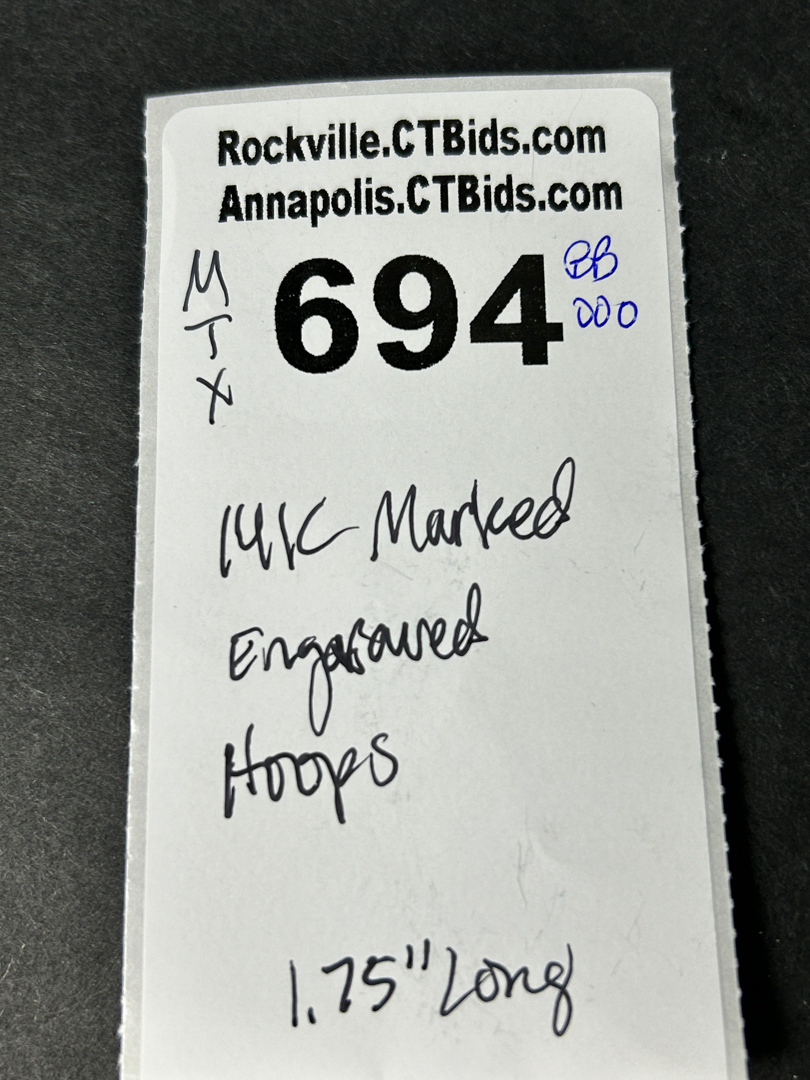 Rockville.CTBids.com
Annapolis.CTBids.com
M
T
X
694
BB
000
14K Marked
Engraved
Hoops
1.75" Long